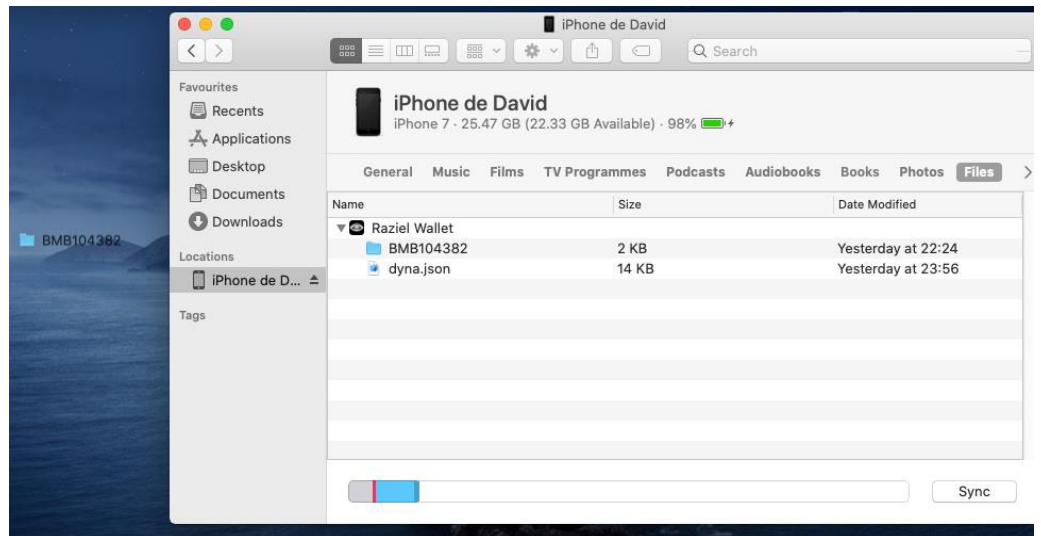 iPhone de David
Search
Favourites
Recents
Applications
Desktop
Documents
Downloads
Locations
iPhone de D...
Tags
BMB104382
iPhone de David
iPhone 7 · 25.47 GB (22.33 GB Available) · 98%
General Music Films TV Programmes Podcasts Audiobooks Books Photos Files
Name Size Date Modified
Raziel Wallet
BMB104382 2 KB Yesterday at 22:24
dyna.json 14 KB Yesterday at 23:56
Sync